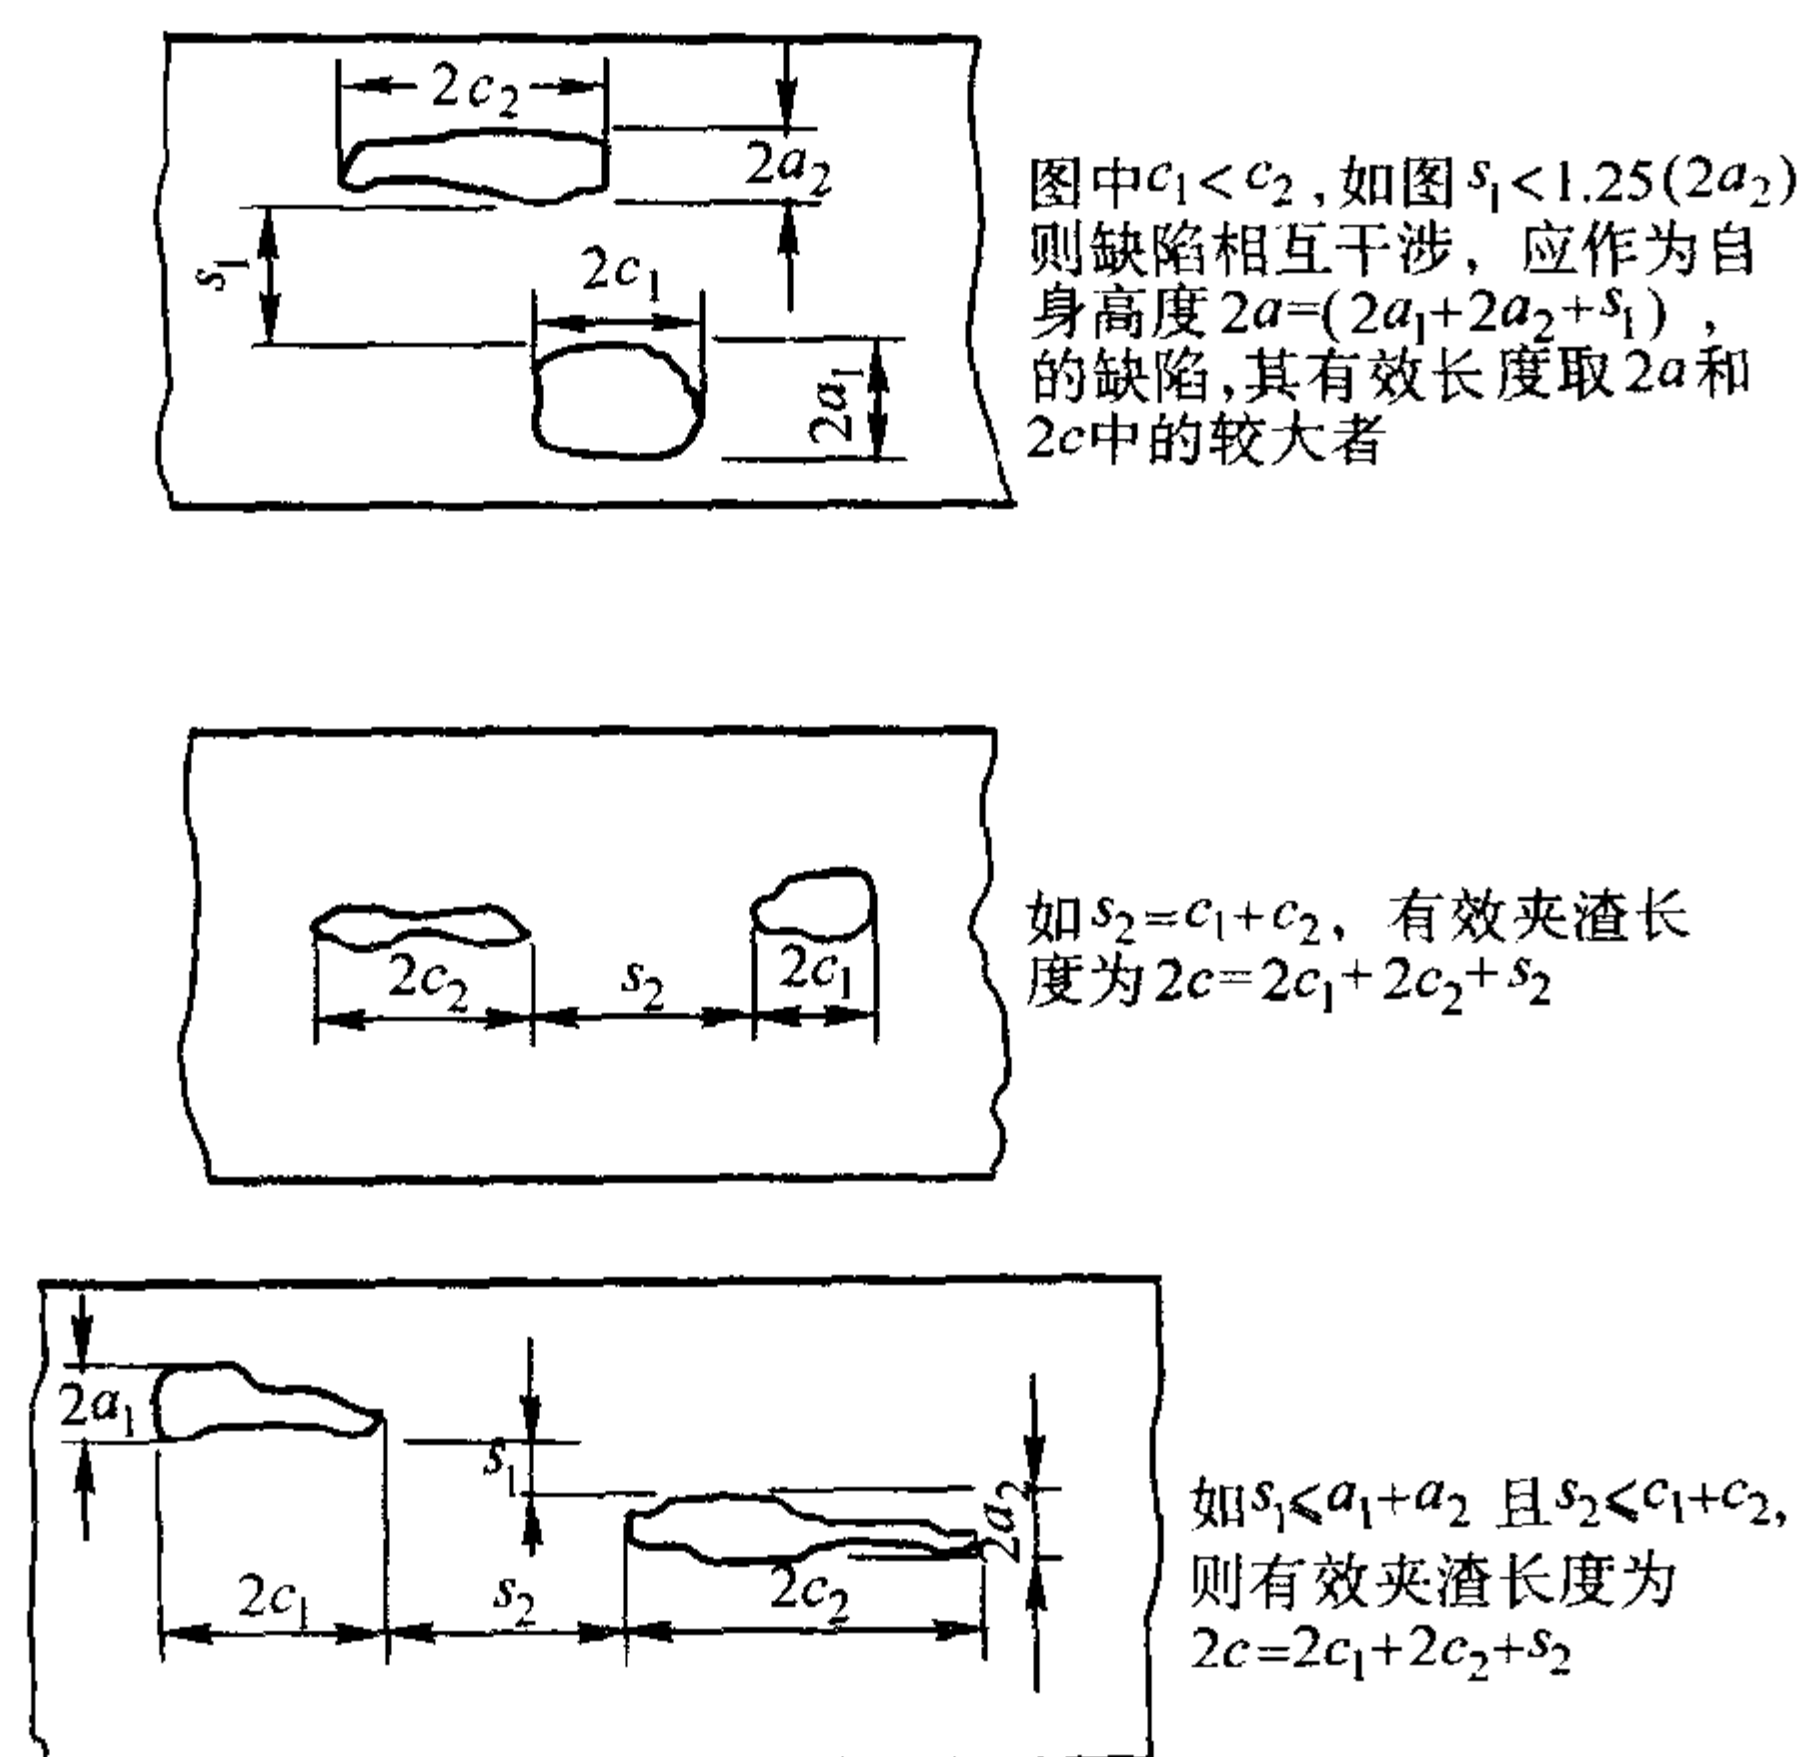 2c₂
2a₂
s₁
2c₁
2a₁
图中c₁<c₂,如图s₁<1.25(2a₂)
则缺陷相互干涉，应作为自
身高度2a=(2a₁+2a₂+s₁)，
的缺陷,其有效长度取2a和
2c中的较大者
2c₂
s₂
2c₁
如s₂=c₁+c₂，有效夹渣长
度为2c=2c₁+2c₂+s₂
2a₁
s₁
2a₂
2c₁
s₂
2c₂
如s₁≤a₁+a₂ 且s₂≤c₁+c₂,
则有效夹渣长度为
2c=2c₁+2c₂+s₂